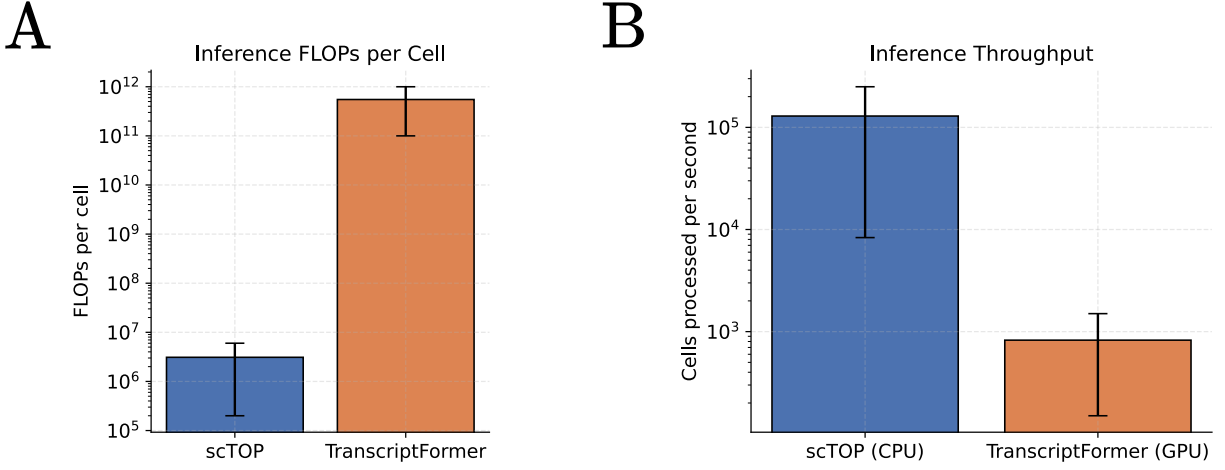 A
Inference FLOPs per Cell
FLOPs per cell
10^12
10^11
10^10
10^9
10^8
10^7
10^6
10^5
scTOP
TranscriptFormer
B
Inference Throughput
Cells processed per second
10^5
10^4
10^3
scTOP (CPU)
TranscriptFormer (GPU)